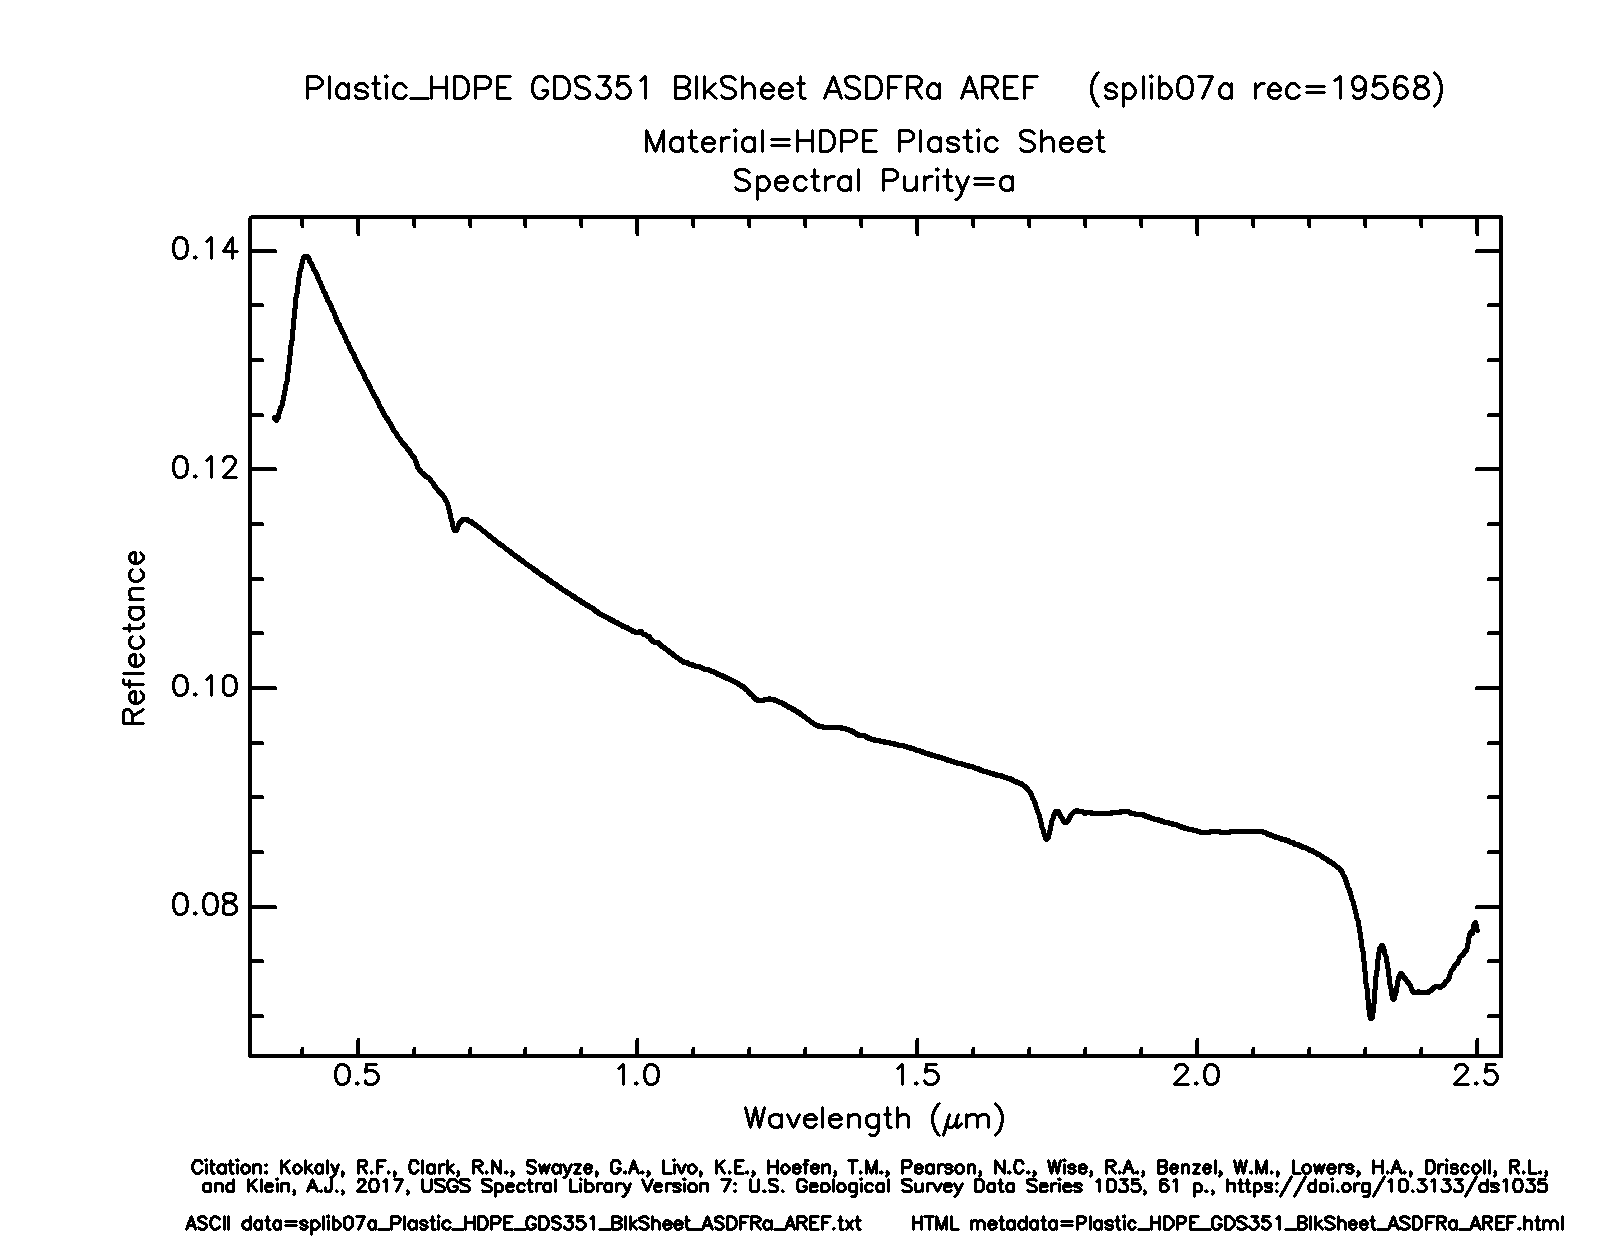 Plastic_HDPE GDS351 BlkSheet ASDFRa AREF (splib07a rec=19568)
Material=HDPE Plastic Sheet
Spectral Purity=a
0.14
0.12
0.10
0.08
Reflectance
0.5 1.0 1.5 2.0 2.5
Wavelength (μm)
Citation: Kokaly, R.F., Clark, R.N., Swayze, G.A., Livo, K.E., Hoefen, T.M., Pearson, N.C., Wise, R.A., Benzel, W.M., Lowers, H.A., Driscoll, R.L.,
and Klein, A.J., 2017, USGS Spectral Library Version 7: U.S. Geological Survey Data Series 1035, 61 p., https://doi.org/10.3133/ds1035
ASCII data=splib07a_Plastic_HDPE_GDS351_BlkSheet_ASDFRa_AREF.txt HTML metadata=Plastic_HDPE_GDS351_BlkSheet_ASDFRa_AREF.html